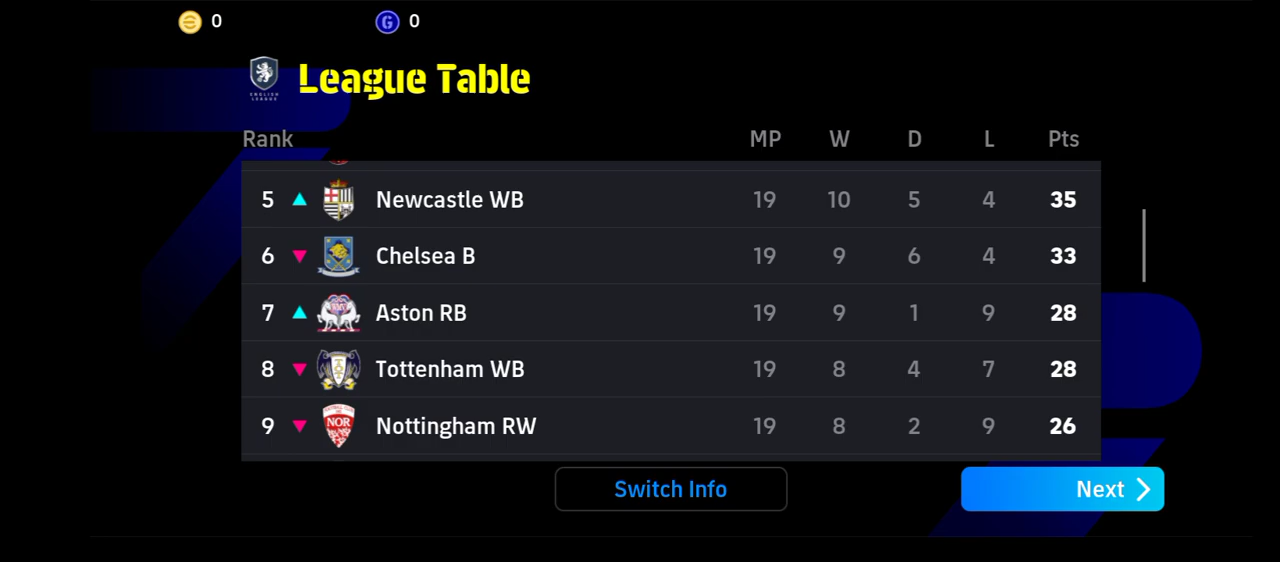 0 0
League Table
ENGLISH LEAGUE
Rank MP W D L Pts
5 Newcastle WB 19 10 5 4 35
6 Chelsea B 19 9 6 4 33
7 Aston RB 19 9 1 9 28
8 Tottenham WB 19 8 4 7 28
9 Nottingham RW 19 8 2 9 26
NOR
Switch Info Next